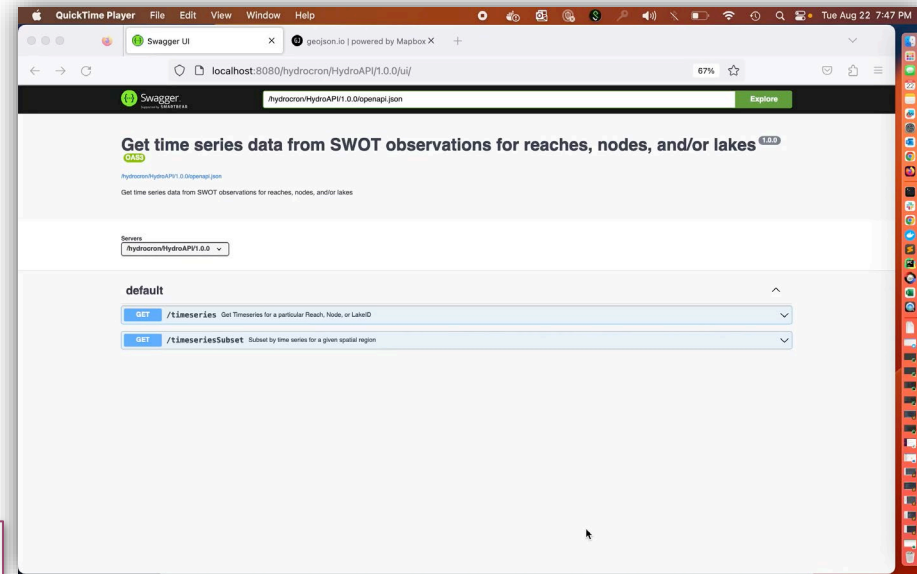 QuickTime Player File Edit View Window Help Tue Aug 22 7:47 PM
Swagger UI geojson.io | powered by Mapbox
localhost:8080/hydrocron/HydroAPI/1.0.0/ui/ 67%
Swagger /hydrocron/HydroAPI/1.0.0/openapi.json Explore
Supported by SMARTBEAR
Get time series data from SWOT observations for reaches, nodes, and/or lakes 1.0.0
OAS3
/hydrocron/HydroAPI/1.0.0/openapi.json
Get time series data from SWOT observations for reaches, nodes, and/or lakes
Servers
/hydrocron/HydroAPI/1.0.0
default
GET /timeseries Get Timeseries for a particular Reach, Node, or LakeID
GET /timeseriesSubset Subset by time series for a given spatial region